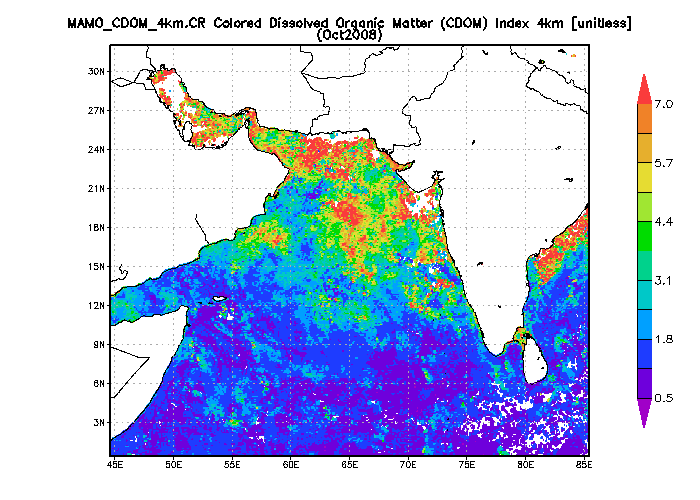 MAMO_CDOM_4km.CR Colored Dissolved Organic Matter (CDOM) Index 4km [unitless]
(Oct2008)
30N
27N
24N
21N
18N
15N
12N
9N
6N
3N
45E 50E 55E 60E 65E 70E 75E 80E 85E
7.0
5.7
4.4
3.1
1.8
0.5